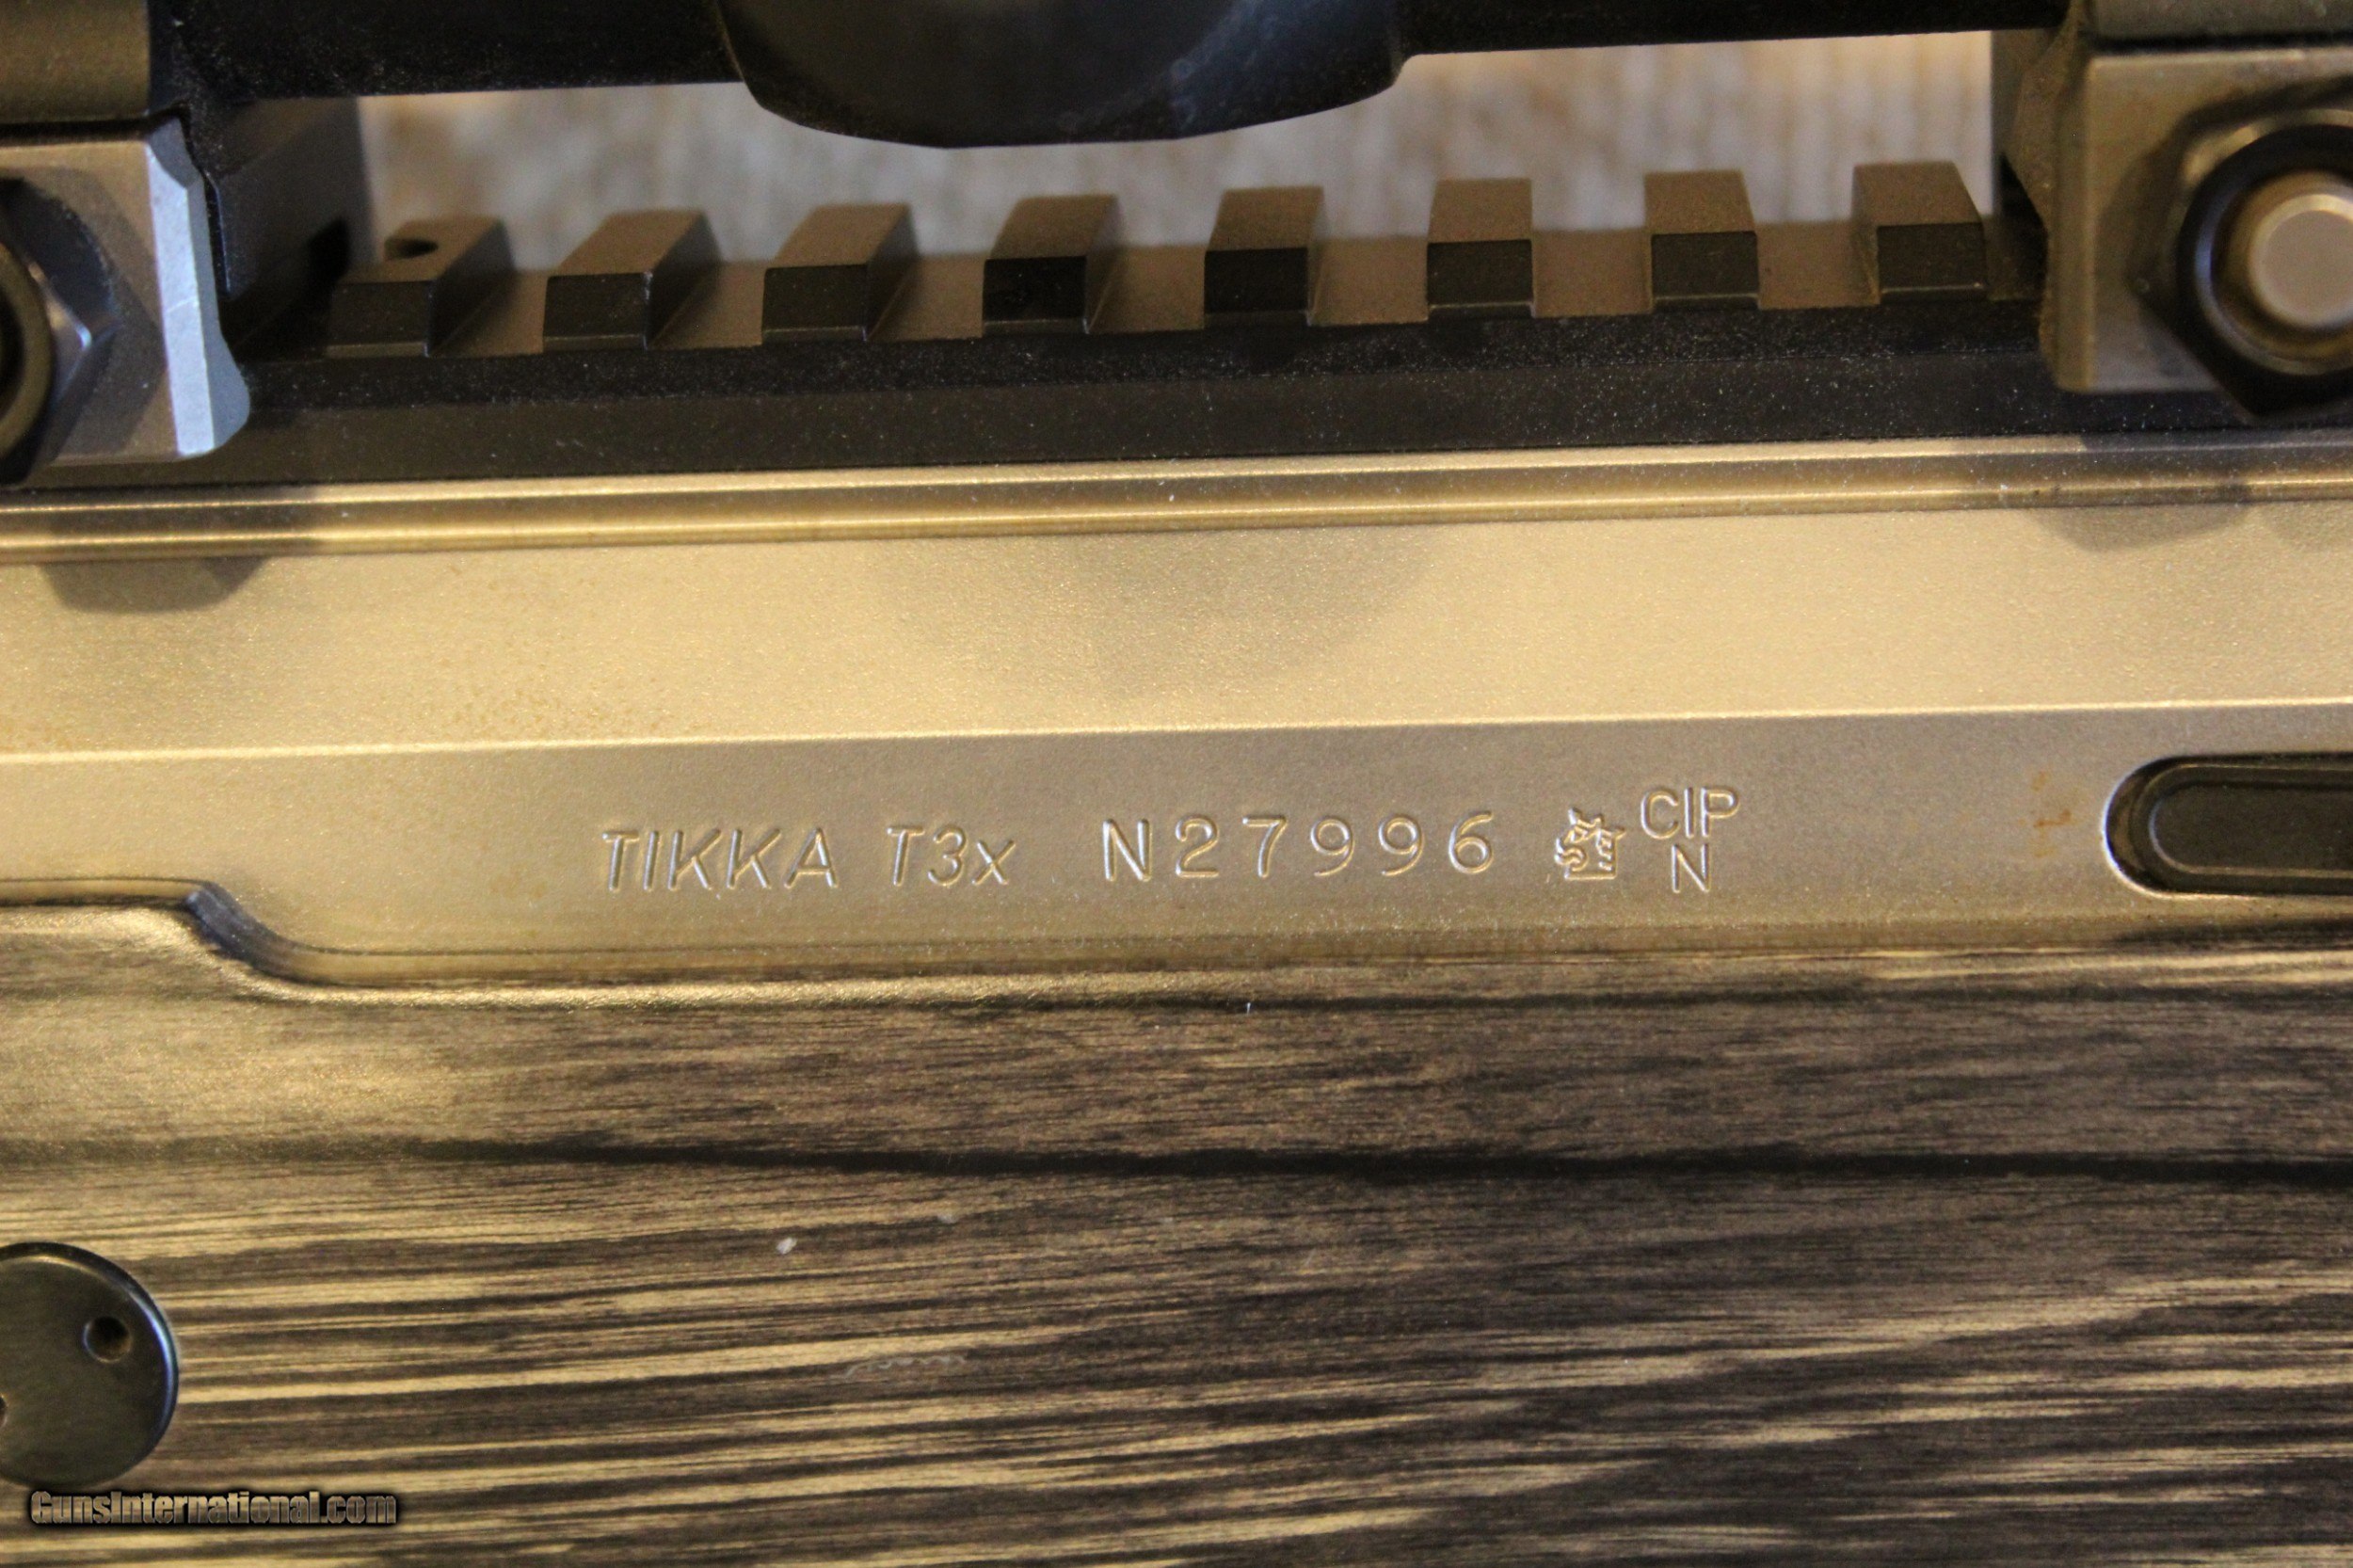 TIKKA T3x N27996 CIP
N
GunsInternational.com